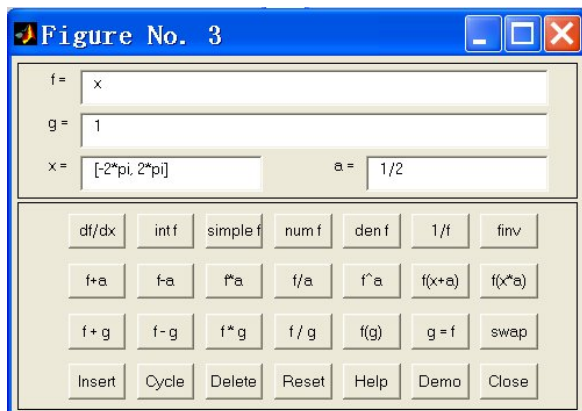 Figure No. 3
f = x
g = 1
x = [-2*pi, 2*pi] a = 1/2
df/dx int f simple f num f den f 1/f finv
f+a f-a f*a f/a f^a f(x+a) f(x*a)
f + g f - g f * g f / g f(g) g = f swap
Insert Cycle Delete Reset Help Demo Close